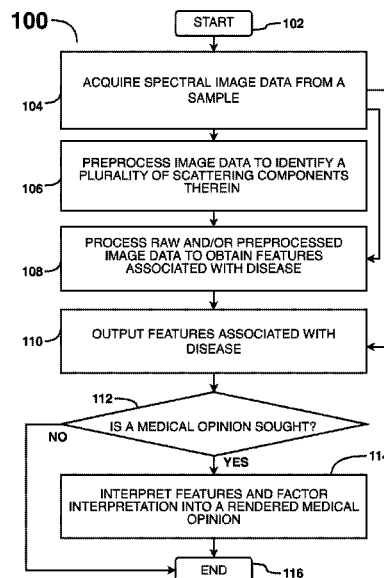 100
START
102
ACQUIRE SPECTRAL IMAGE DATA FROM A
SAMPLE
104
PREPROCESS IMAGE DATA TO IDENTIFY A
PLURALITY OF SCATTERING COMPONENTS
THEREIN
106
PROCESS RAW AND/OR PREPROCESSED
IMAGE DATA TO OBTAIN FEATURES
ASSOCIATED WITH DISEASE
108
OUTPUT FEATURES ASSOCIATED WITH
DISEASE
110
112
IS A MEDICAL OPINION SOUGHT?
NO
YES
114
INTERPRET FEATURES AND FACTOR
INTERPRETATION INTO A RENDERED MEDICAL
OPINION
END
116